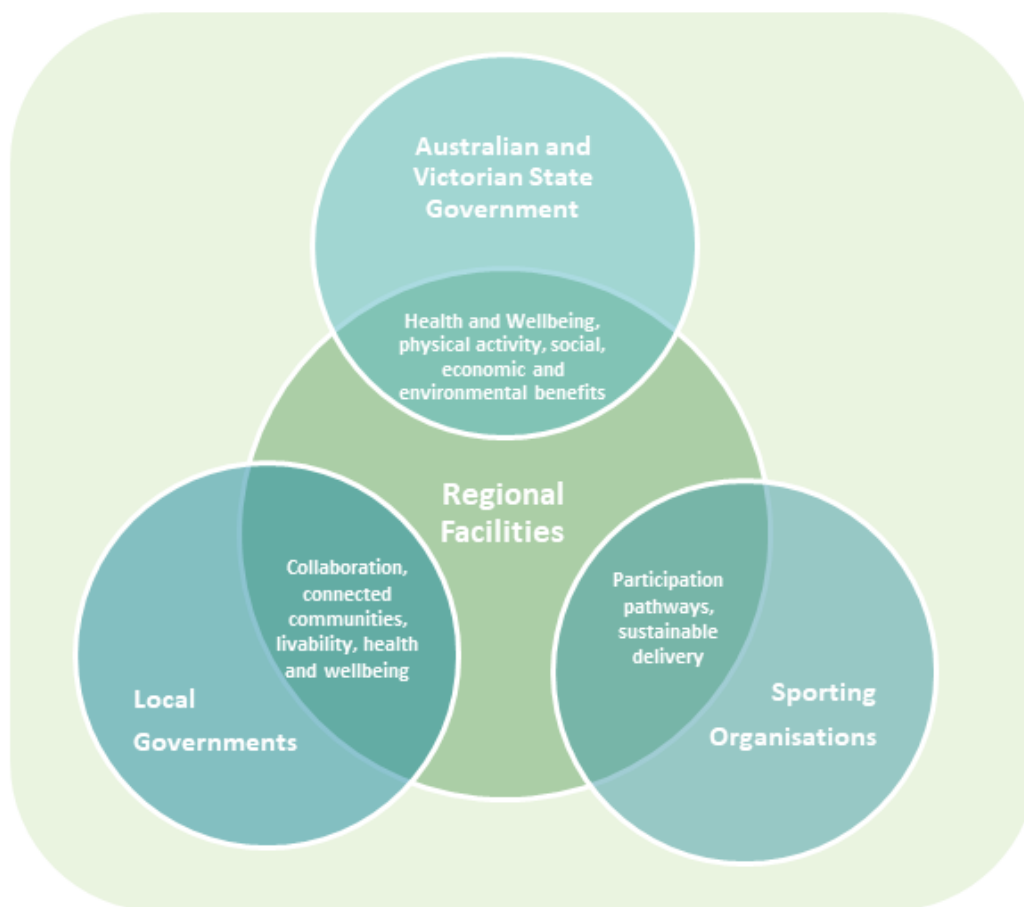 Australian and
Victorian State
Government
Health and Wellbeing,
physical activity, social,
economic and
environmental benefits
Regional
Facilities
Collaboration,
connected
communities,
livability, health
and wellbeing
Local
Governments
Participation
pathways,
sustainable
delivery
Sporting
Organisations